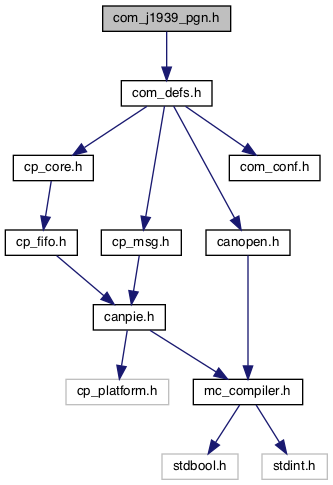 com_j1939_pgn.h
com_defs.h
cp_core.h
com_conf.h
cp_fifo.h
cp_msg.h
canopen.h
canpie.h
cp_platform.h
mc_compiler.h
stdbool.h
stdint.h